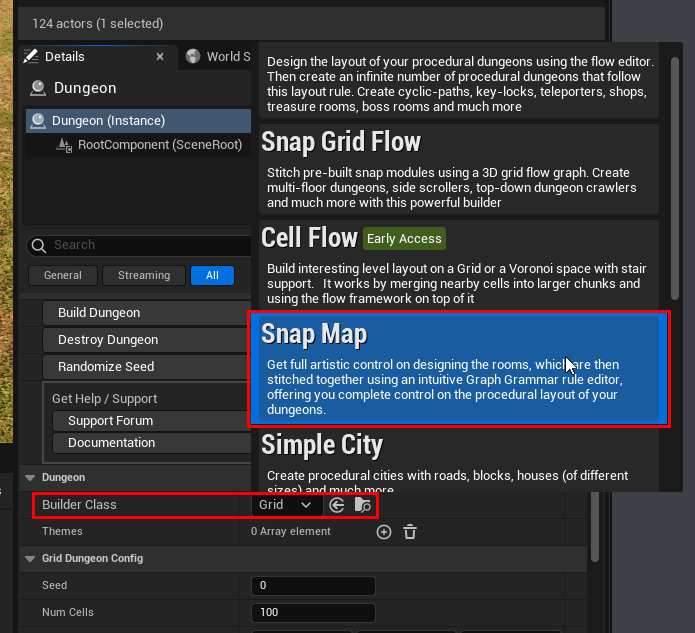 124 actors (1 selected)
Details
World S
Dungeon
Dungeon (Instance)
RootComponent (SceneRoot)
Search
General
Streaming
All
Build Dungeon
Destroy Dungeon
Randomize Seed
Get Help / Support
Support Forum
Documentation
Design the layout of your procedural dungeons using the flow editor.
Then create an infinite number of procedural dungeons that follow
this layout rule. Create cyclic-paths, key-locks, teleporters, shops,
treasure rooms, boss rooms and much more
Snap Grid Flow
Stitch pre-built snap modules using a 3D grid flow graph. Create
multi-floor dungeons, side scrollers, top-down dungeon crawlers
and much more with this powerful builder
Cell Flow Early Access
Build interesting level layout on a Grid or a Voronoi space with stair
support. It works by merging nearby cells into larger chunks and
using the flow framework on top of it
Snap Map
Get full artistic control on designing the rooms, which are then
stitched together using an intuitive Graph Grammar rule editor,
offering you complete control on the procedural layout of your
dungeons.
Simple City
Create procedural cities with roads, blocks, houses (of different
sizes) and much more
Dungeon
Builder Class Grid
Themes 0 Array element
Grid Dungeon Config
Seed 0
Num Cells 100